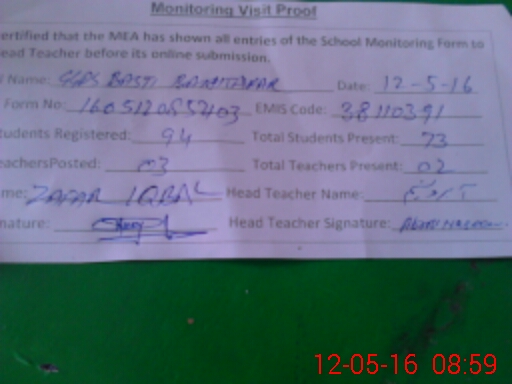 Monitoring Visit Proof
ertified that the MEA has shown all entries of the School Monitoring Form to
ead Teacher before its online submission.
Name: GGPS BASTI Date: 12-5-16
Form No: EMIS Code: 38110391
tudents Registered: 94 Total Students Present: 73
eachersPosted: 03 Total Teachers Present: 02
me: ZAFAR IQBAL Head Teacher Name:
nature: Head Teacher Signature:
12-05-16 08:59